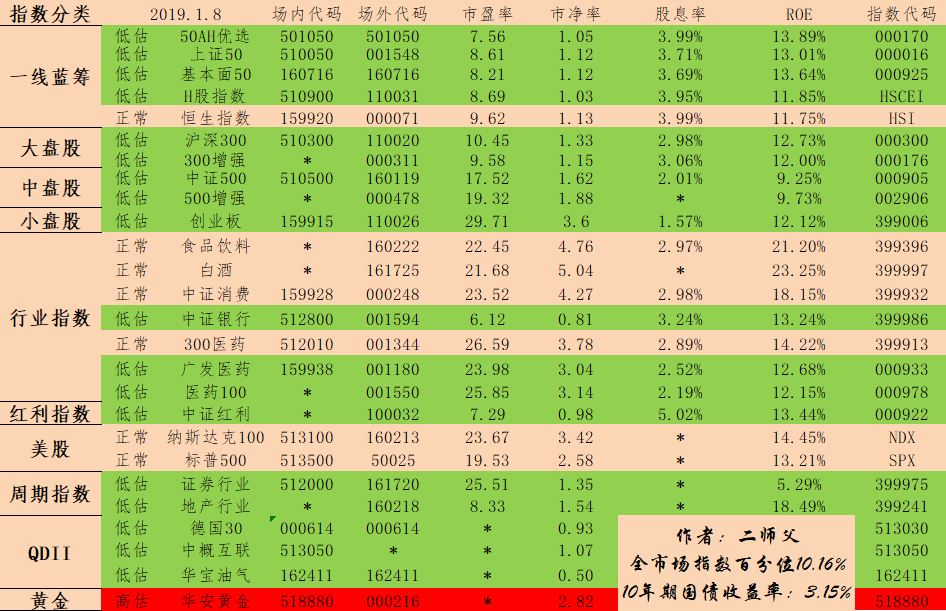 指数分类 2019.1.8 场内代码 场外代码 市盈率 市净率 股息率 ROE 指数代码
一线蓝筹
低估 50AH优选 501050 501050 7.56 1.05 3.99% 13.89% 000170
低估 上证50 510050 001548 8.61 1.12 3.71% 13.01% 000016
低估 基本面50 160716 160716 8.21 1.12 3.69% 13.64% 000925
低估 H股指数 510900 110031 8.69 1.03 3.95% 11.85% HSCEI
正常 恒生指数 159920 000071 9.62 1.13 3.99% 11.75% HSI
大盘股
低估 沪深300 510300 110020 10.45 1.33 2.98% 12.73% 000300
低估 300增强 * 000311 9.58 1.15 3.06% 12.00% 000176
中盘股
低估 中证500 510500 160119 17.52 1.62 2.01% 9.25% 000905
低估 500增强 * 000478 19.32 1.88 * 9.73% 002906
小盘股 低估 创业板 159915 110026 29.71 3.6 1.57% 12.12% 399006
行业指数
正常 食品饮料 * 160222 22.45 4.76 2.97% 21.20% 399396
正常 白酒 * 161725 21.68 5.04 * 23.25% 399997
正常 中证消费 159928 000248 23.52 4.27 2.98% 18.15% 399932
低估 中证银行 512800 001594 6.12 0.81 3.24% 13.24% 399986
正常 300医药 512010 001344 26.59 3.78 2.89% 14.22% 399913
低估 广发医药 159938 001180 23.98 3.04 2.52% 12.68% 000933
低估 医药100 * 001550 25.85 3.14 2.19% 12.15% 000978
红利指数 低估 中证红利 * 100032 7.29 0.98 5.02% 13.44% 000922
美股
正常 纳斯达克100 513100 160213 23.67 3.42 * 14.45% NDX
正常 标普500 513500 50025 19.53 2.58 * 13.21% SPX
周期指数
低估 证券行业 512000 161720 25.51 1.35 * 5.29% 399975
低估 地产行业 * 160218 8.33 1.54 * 18.49% 399241
QDII
低估 德国30 000614 000614 * 0.93 513030
低估 中概互联 513050 * * 1.07 513050
低估 华宝油气 162411 162411 * 0.50 162411
黄金 高估 华安黄金 518880 000216 * 2.82 518880
作者：二师父
全市场指数百分位10.16%
10年期国债收益率：3.15%